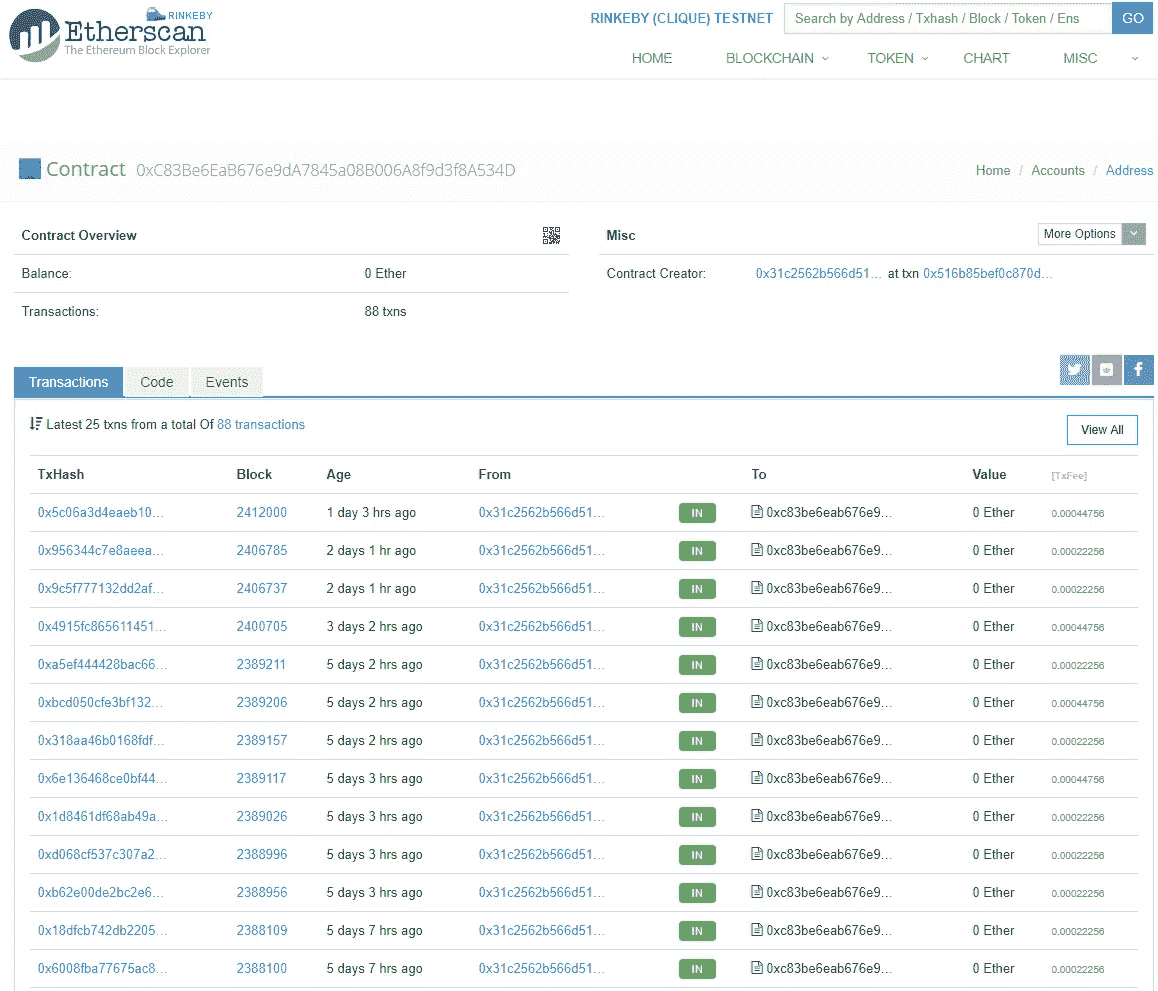 RINKEBY
Etherscan
The Ethereum Block Explorer
RINKEBY (CLIQUE) TESTNET
Search by Address / Txhash / Block / Token / Ens
GO
HOME BLOCKCHAIN TOKEN CHART MISC
Contract 0xC83Be6EaB676e9dA7845a08B006A8f9d3f8A534D
Home / Accounts / Address
Contract Overview
Misc
More Options
Balance: 0 Ether
Contract Creator: 0x31c2562b566d51... at txn 0x516b85bef0c870d...
Transactions: 88 txns
Transactions Code Events
Latest 25 txns from a total Of 88 transactions
View All
TxHash Block Age From To Value [TxFee]
0x5c06a3d4eaeb10... 2412000 1 day 3 hrs ago 0x31c2562b566d51... IN 0xc83be6eab676e9... 0 Ether 0.00044756
0x956344c7e8aeea... 2406785 2 days 1 hr ago 0x31c2562b566d51... IN 0xc83be6eab676e9... 0 Ether 0.00022256
0x9c5f777132dd2af... 2406737 2 days 1 hr ago 0x31c2562b566d51... IN 0xc83be6eab676e9... 0 Ether 0.00022256
0x4915fc865611451... 2400705 3 days 2 hrs ago 0x31c2562b566d51... IN 0xc83be6eab676e9... 0 Ether 0.00044756
0xa5ef444428bac66... 2389211 5 days 2 hrs ago 0x31c2562b566d51... IN 0xc83be6eab676e9... 0 Ether 0.00022256
0xbcd050cfe3bf132... 2389206 5 days 2 hrs ago 0x31c2562b566d51... IN 0xc83be6eab676e9... 0 Ether 0.00044756
0x318aa46b0168fdf... 2389157 5 days 2 hrs ago 0x31c2562b566d51... IN 0xc83be6eab676e9... 0 Ether 0.00022256
0x6e136468ce0bf44... 2389117 5 days 3 hrs ago 0x31c2562b566d51... IN 0xc83be6eab676e9... 0 Ether 0.00044756
0x1d8461df68ab49a... 2389026 5 days 3 hrs ago 0x31c2562b566d51... IN 0xc83be6eab676e9... 0 Ether 0.00022256
0xd068cf537c307a2... 2388996 5 days 3 hrs ago 0x31c2562b566d51... IN 0xc83be6eab676e9... 0 Ether 0.00022256
0xb62e00de2bc2e6... 2388956 5 days 3 hrs ago 0x31c2562b566d51... IN 0xc83be6eab676e9... 0 Ether 0.00022256
0x18dfcb742db2205... 2388109 5 days 7 hrs ago 0x31c2562b566d51... IN 0xc83be6eab676e9... 0 Ether 0.00022256
0x6008fba77675ac8... 2388100 5 days 7 hrs ago 0x31c2562b566d51... IN 0xc83be6eab676e9... 0 Ether 0.00022256